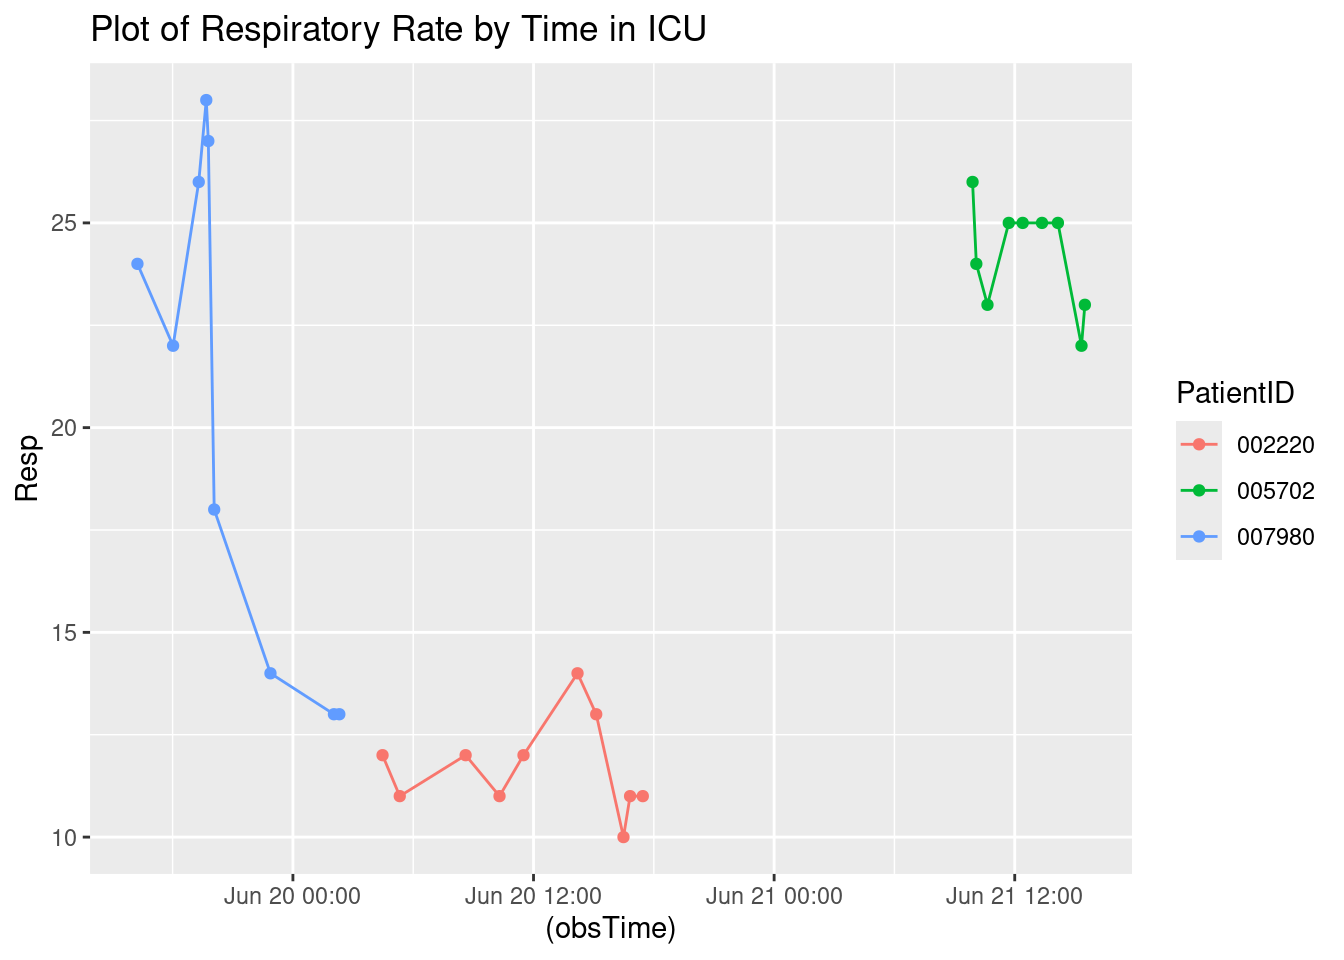 Plot of Respiratory Rate by Time in ICU
25
20
15
10
Resp
Jun 20 00:00
Jun 20 12:00
Jun 21 00:00
Jun 21 12:00
(obsTime)
PatientID
002220
005702
007980